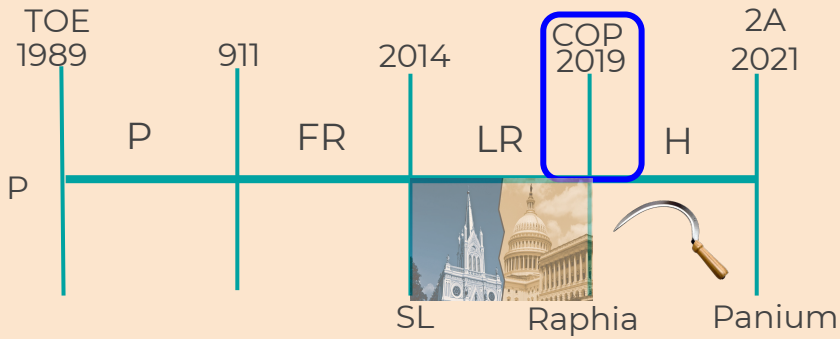 TOE
1989
911
2014
COP
2019
2A
2021
P
FR
LR
H
P
SL
Raphia
Panium